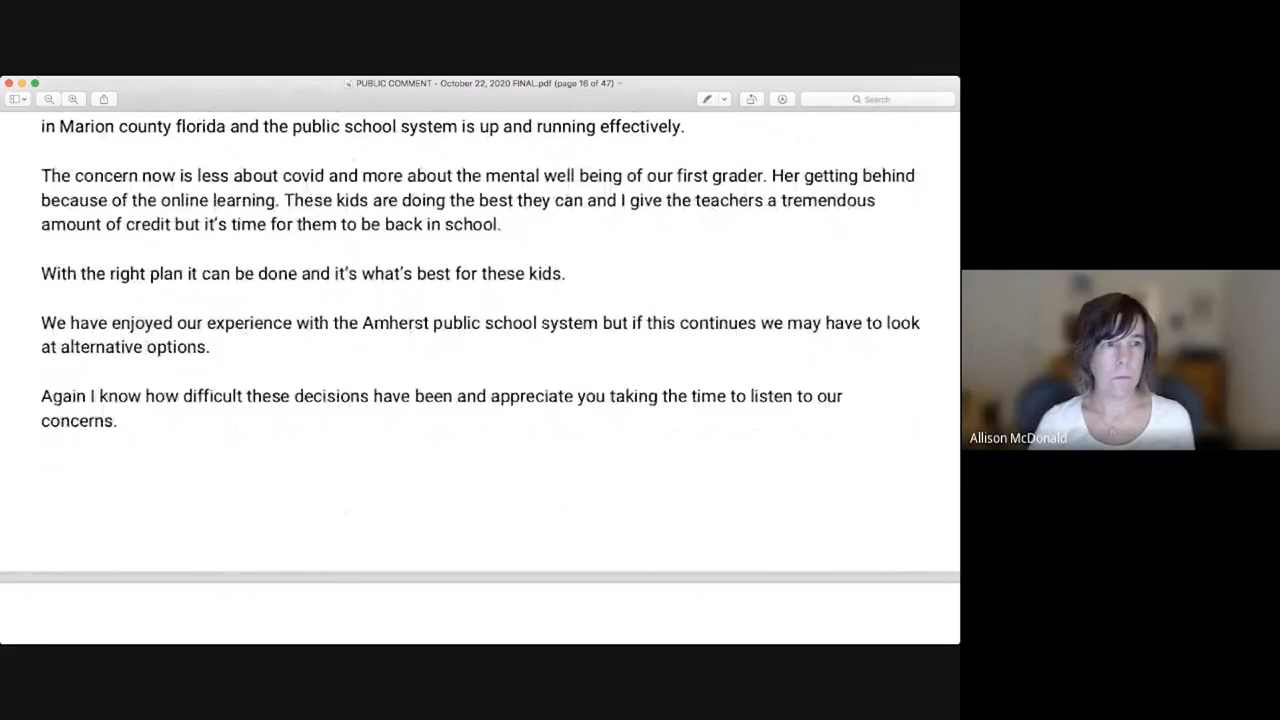 PUBLIC COMMENT - October 22, 2020 FINAL.pdf (page 16 of 47)
Search
in Marion county florida and the public school system is up and running effectively.
The concern now is less about covid and more about the mental well being of our first grader. Her getting behind
because of the online learning. These kids are doing the best they can and I give the teachers a tremendous
amount of credit but it's time for them to be back in school.
With the right plan it can be done and it's what's best for these kids.
We have enjoyed our experience with the Amherst public school system but if this continues we may have to look
at alternative options.
Again I know how difficult these decisions have been and appreciate you taking the time to listen to our
concerns.
Allison McDonald